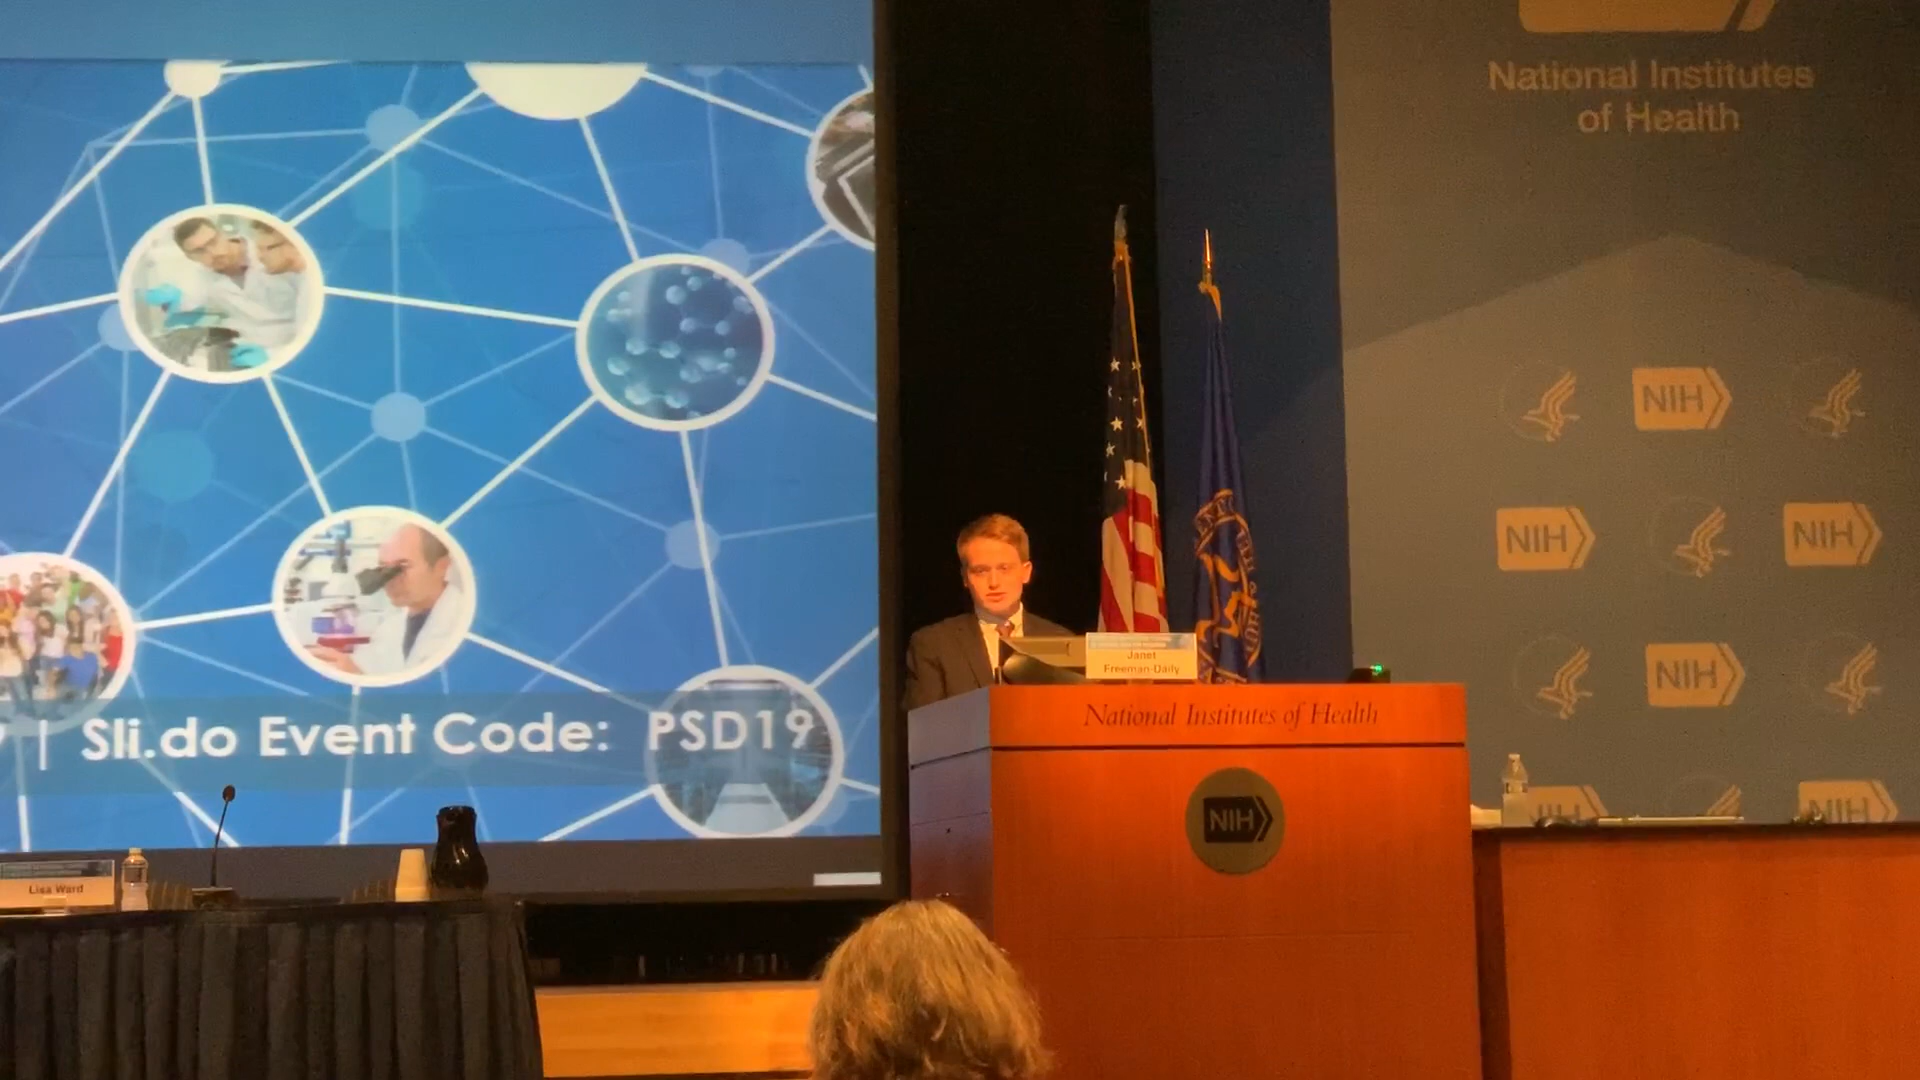 National Institutes
of Health
NIH
NIH
NIH
NIH
NIH
NIH
| Sli.do Event Code: PSD19
Janet
Freeman-Daily
National Institutes of Health
NIH
Lisa Ward